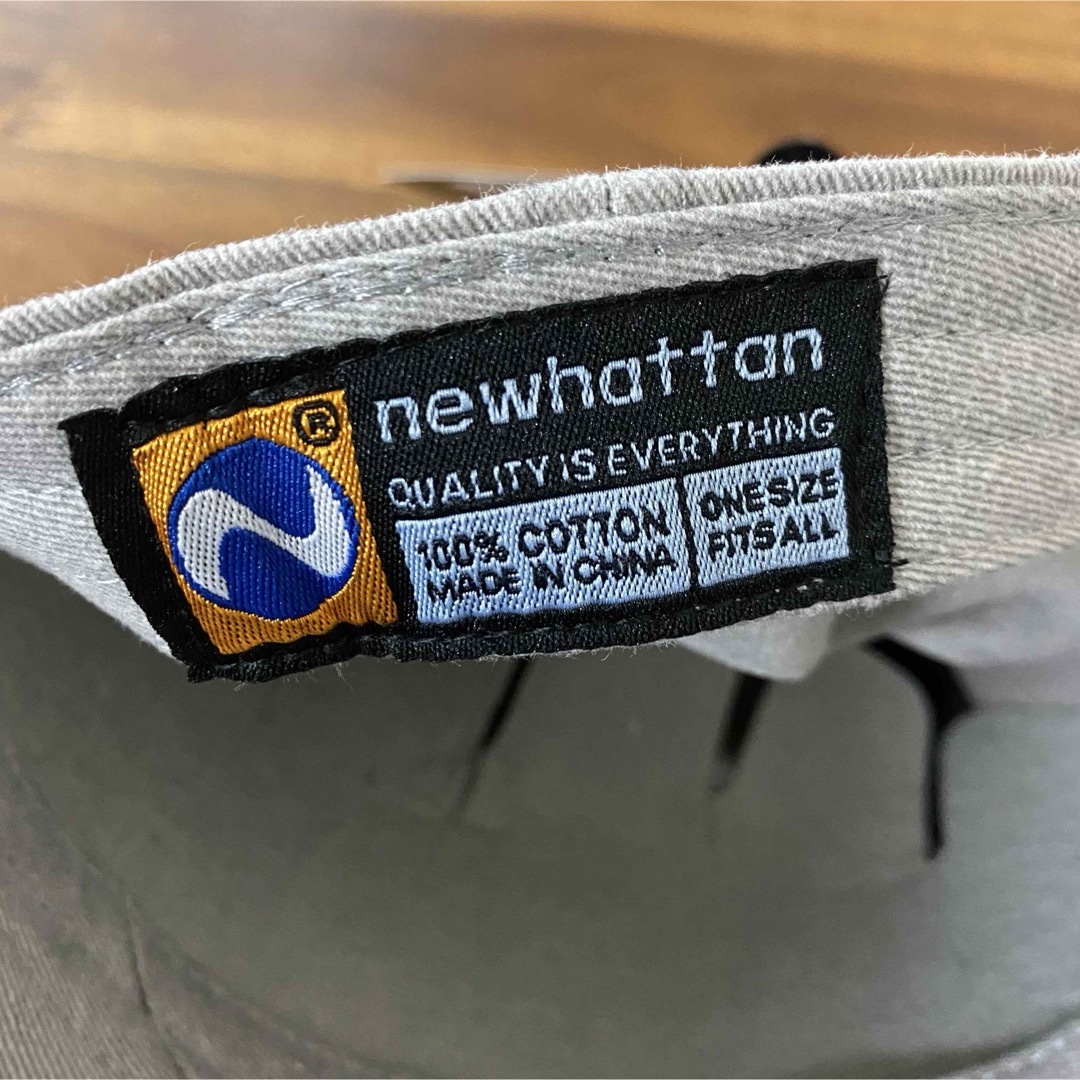 ®
newhattan
QUALITY IS EVERYTHING
100% COTTON
MADE IN CHINA
ONE SIZE
FITS ALL